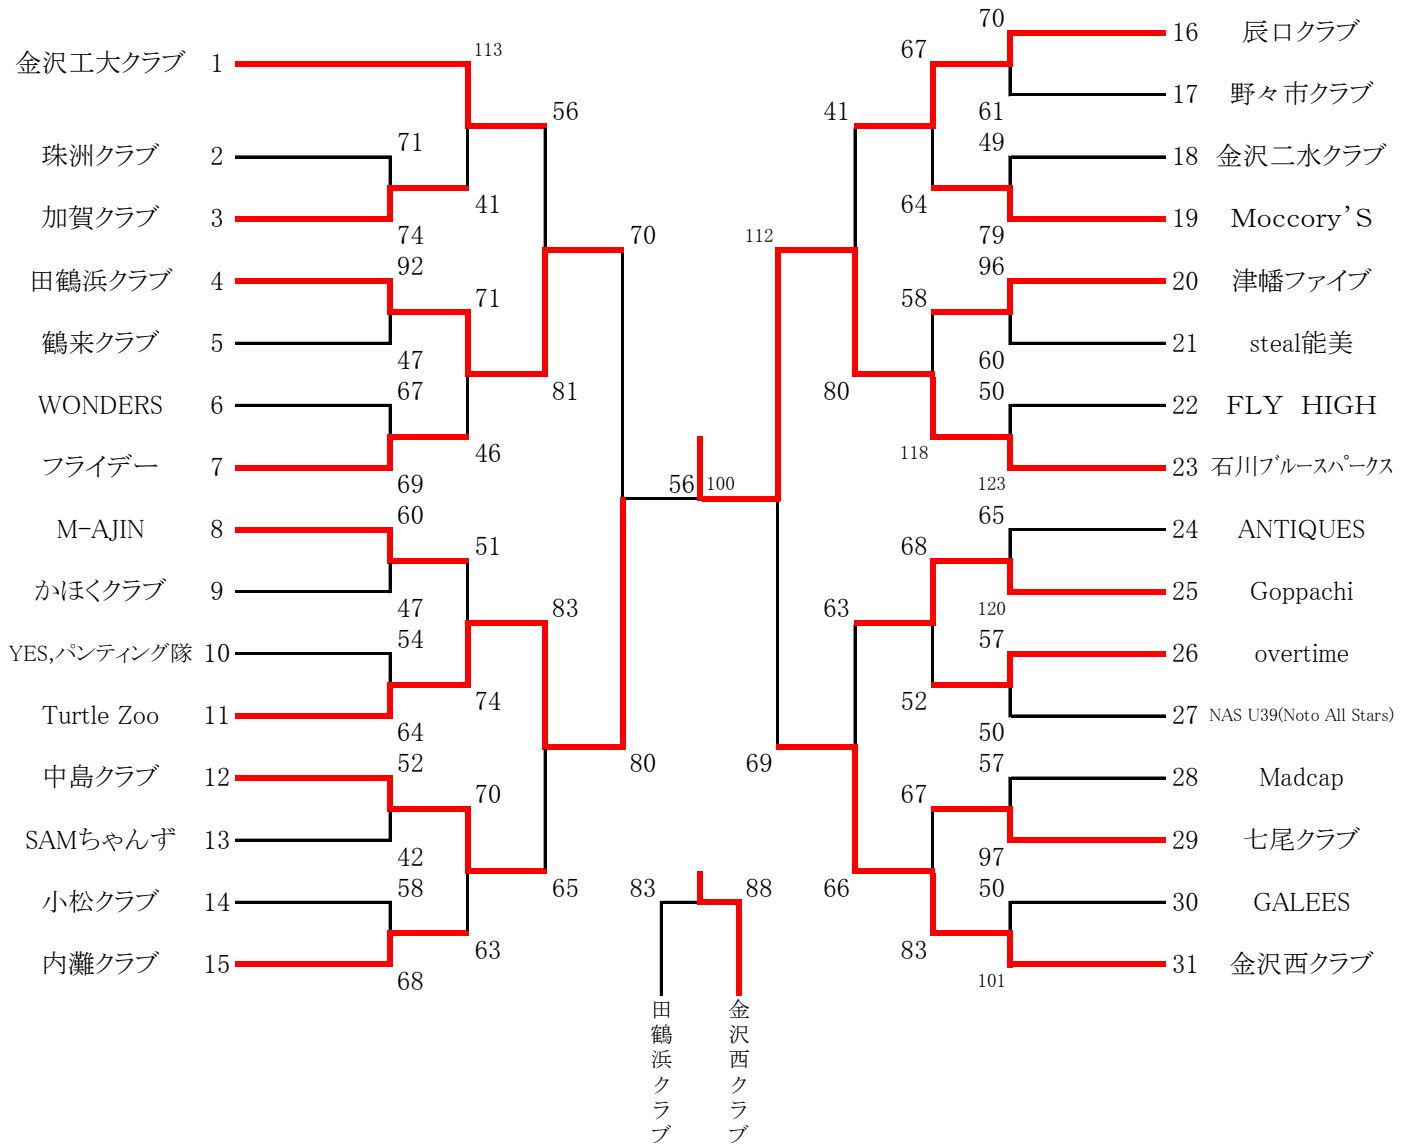 金沢工大クラブ 1
珠洲クラブ 2
加賀クラブ 3
田鶴浜クラブ 4
鶴来クラブ 5
WONDERS 6
フライデー 7
M-AJIN 8
かほくクラブ 9
YES,パンティング隊 10
Turtle Zoo 11
中島クラブ 12
SAMちゃんず 13
小松クラブ 14
内灘クラブ 15
71
74
92
47
67
69
60
47
54
64
52
42
58
68
113
41
71
46
51
74
70
63
56
81
83
65
70
80
56
100
112
69
41
80
63
66
67
64
58
118
68
52
67
83
70
61
49
79
96
60
50
123
65
120
57
50
57
97
50
101
16 辰口クラブ
17 野々市クラブ
18 金沢二水クラブ
19 Moccory’S
20 津幡ファイブ
21 steal能美
22 FLY HIGH
23 石川ブルースパークス
24 ANTIQUES
25 Goppachi
26 overtime
27 NAS U39(Noto All Stars)
28 Madcap
29 七尾クラブ
30 GALEES
31 金沢西クラブ
83
88
田鶴浜クラブ
金沢西クラブ